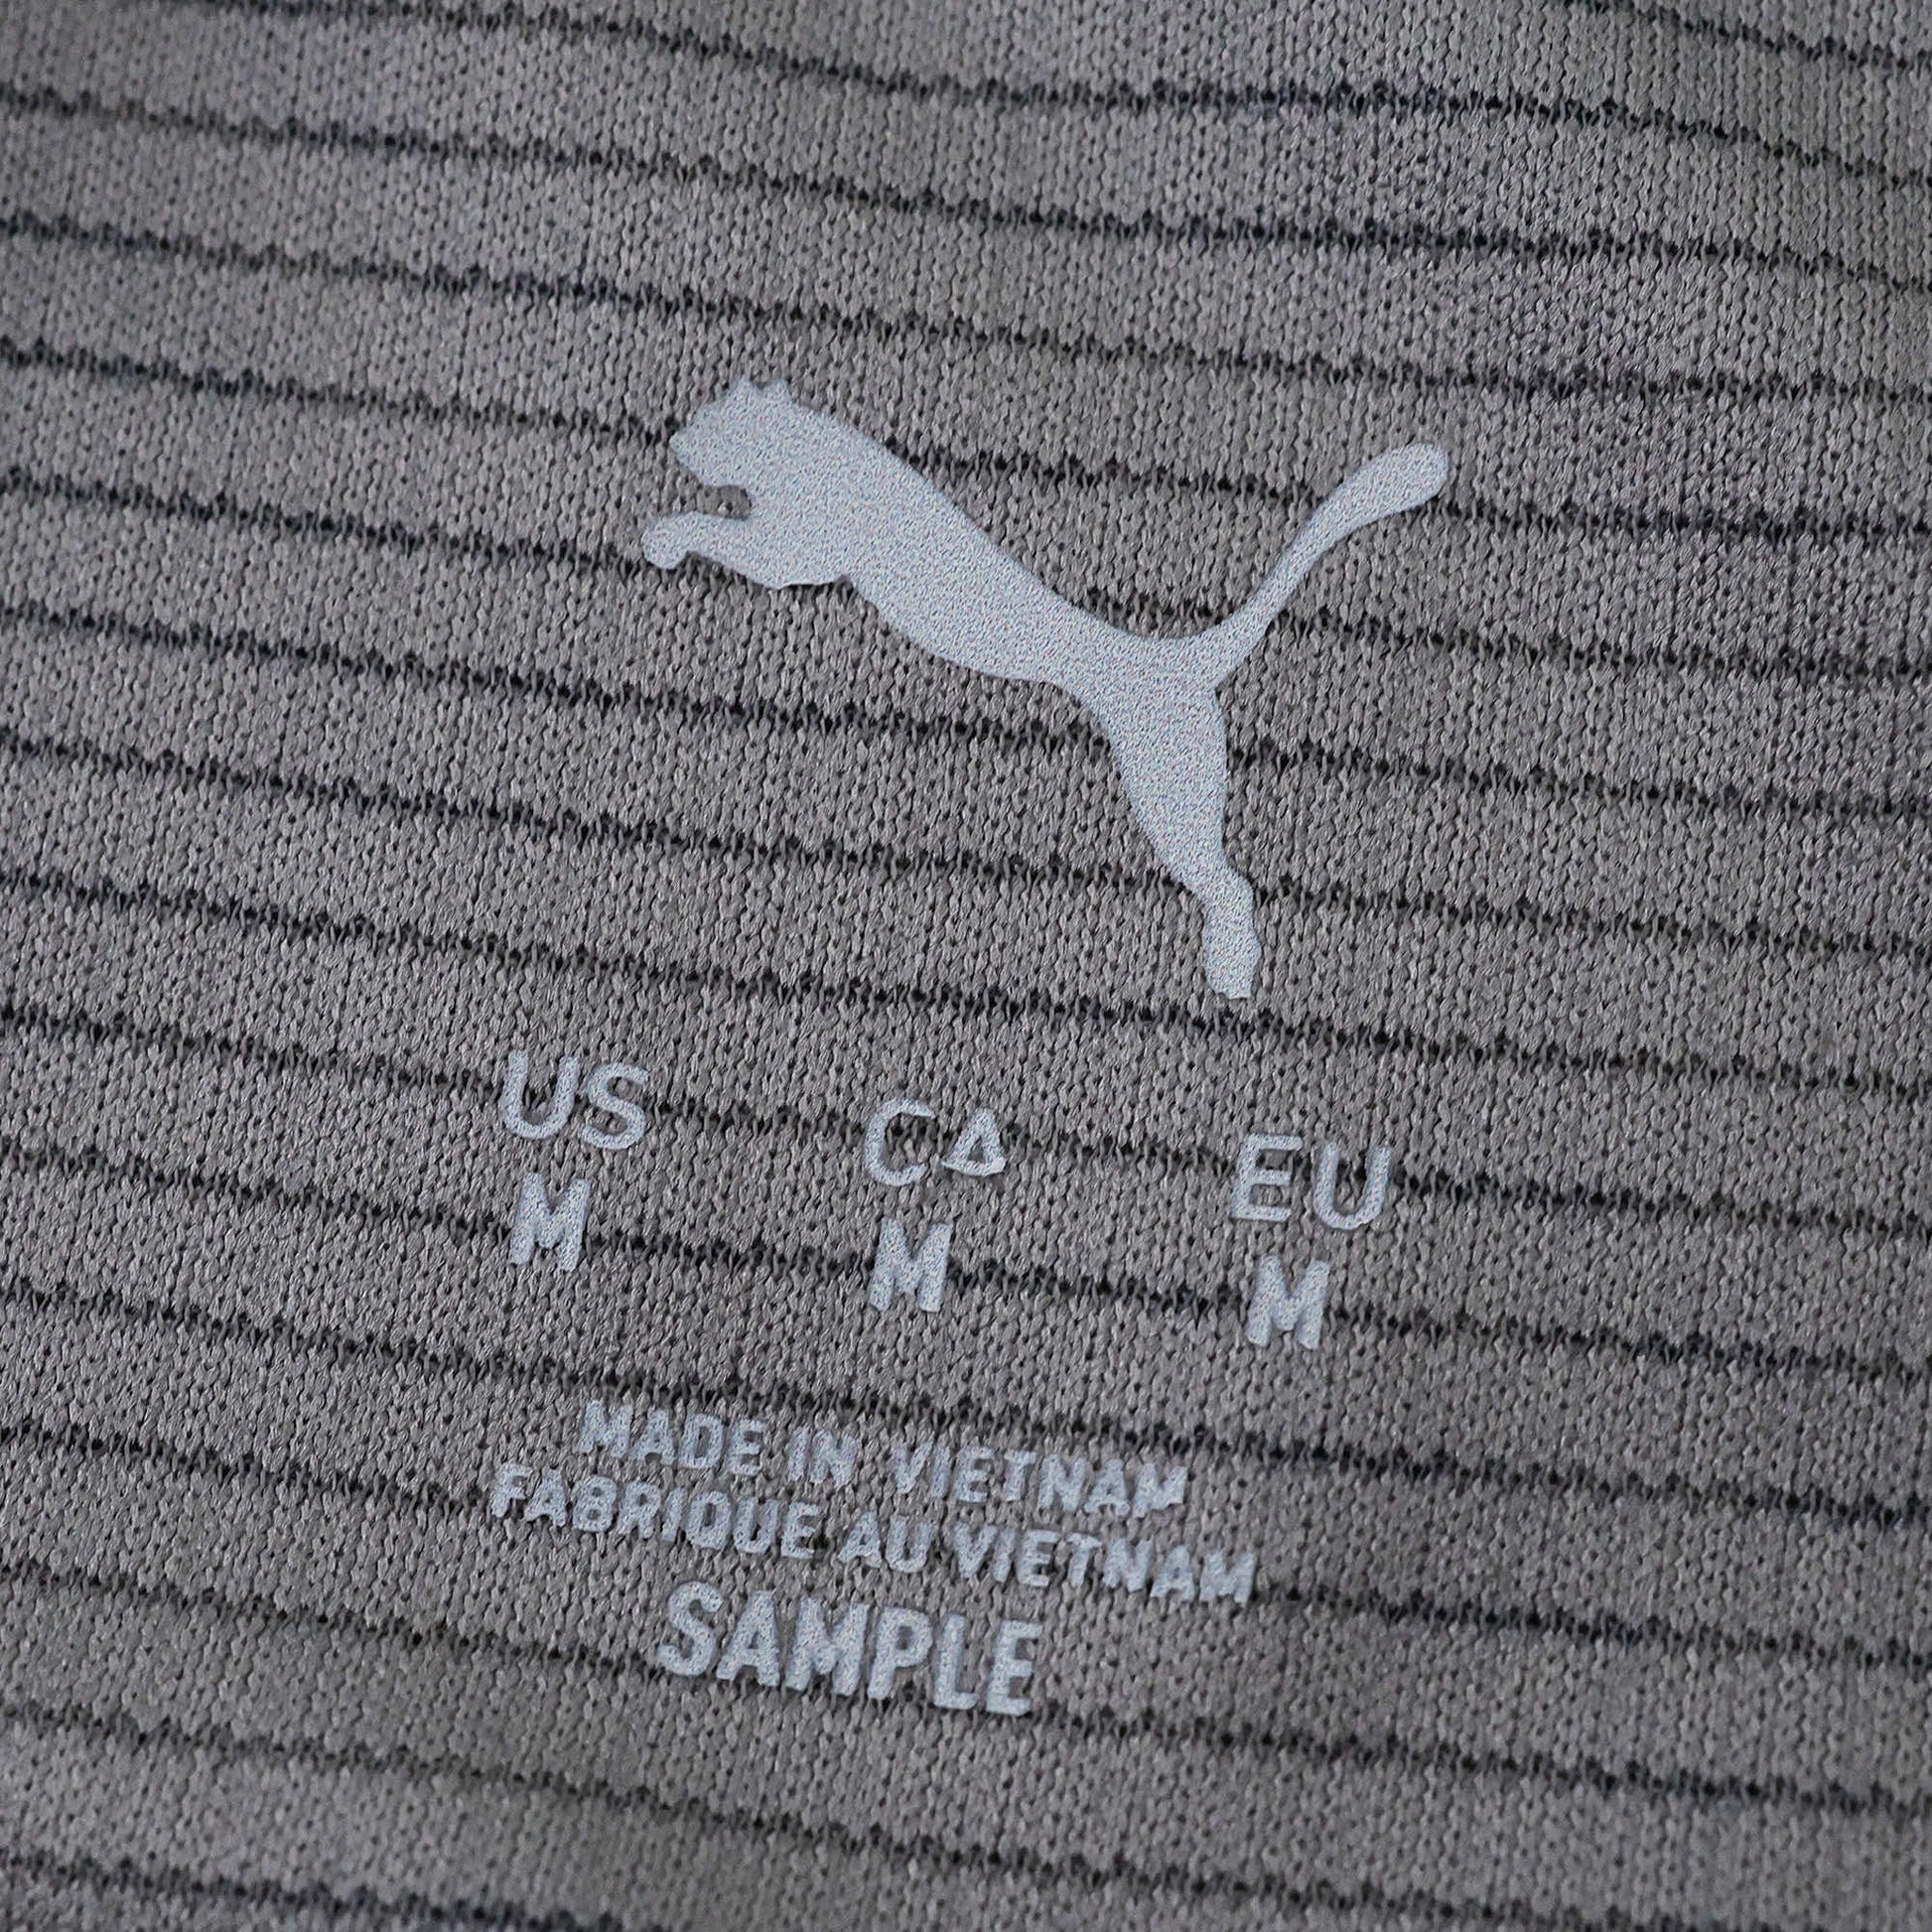 US CA EU
M M M
MADE IN VIETNAM
FABRIQUE AU VIETNAM
SAMPLE